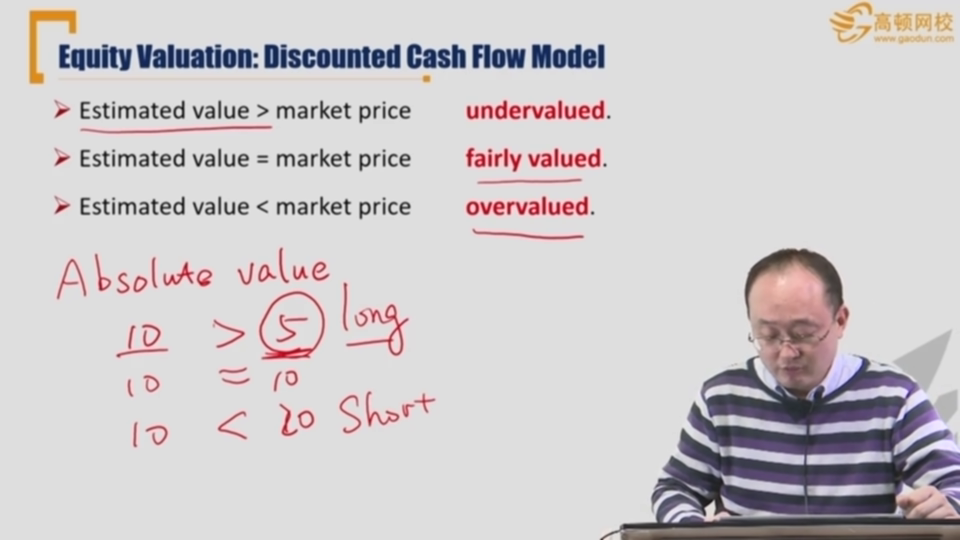 高顿网校
www.gaodun.com
Equity Valuation: Discounted Cash Flow Model
Estimated value > market price undervalued.
Estimated value = market price fairly valued.
Estimated value < market price overvalued.
Absolute value
10 > 5 long
10 = 10
10 < 20 Short